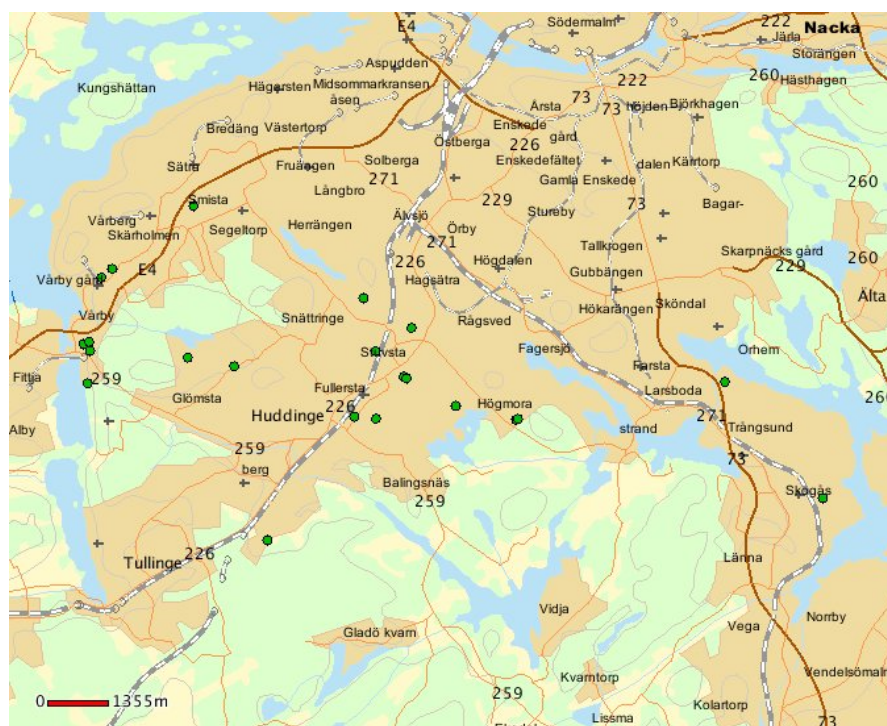 Södermalm
222
Nacka
E4
Järla
Storängen
Aspudden
Kungshättan
Hägersten
Midsommarkransen
222
260
Hästhagen
åsen
Årsta
73
73
höjden
Björkhagen
Bredäng
Västertorp
Enskede
gård
Östberga
226
Sätra
Fruängen
Solberga
Enskedefältet
dalen
Kärrtorp
271
Gamla Enskede
260
Långbro
Smista
229
73
Bagar-
Vårberg
Älvsjö
Stureby
Skärholmen
Segeltorp
Herrängen
Örby
271
Tallkrogen
Skarpnäcks gård
E4
226
Högdalen
Gubbängen
229
260
Vårby gård
Hagsätra
Älta
Sköndal
Vårby
Snättringe
Rågsved
Hökarängen
Stuvsta
Fagersjö
Orhem
Fittja
259
Farsta
Glömsta
Fullersta
Larsboda
260
Huddinge
226
Högmora
271
Alby
strand
Trångsund
259
73
berg
Balingsnäs
Skogås
259
Tullinge
226
Länna
Vidja
Norrby
Gladö kvarn
Vega
Kvarntorp
Vendelsömalm
259
0
1355m
Kolartorp
Lissma
73